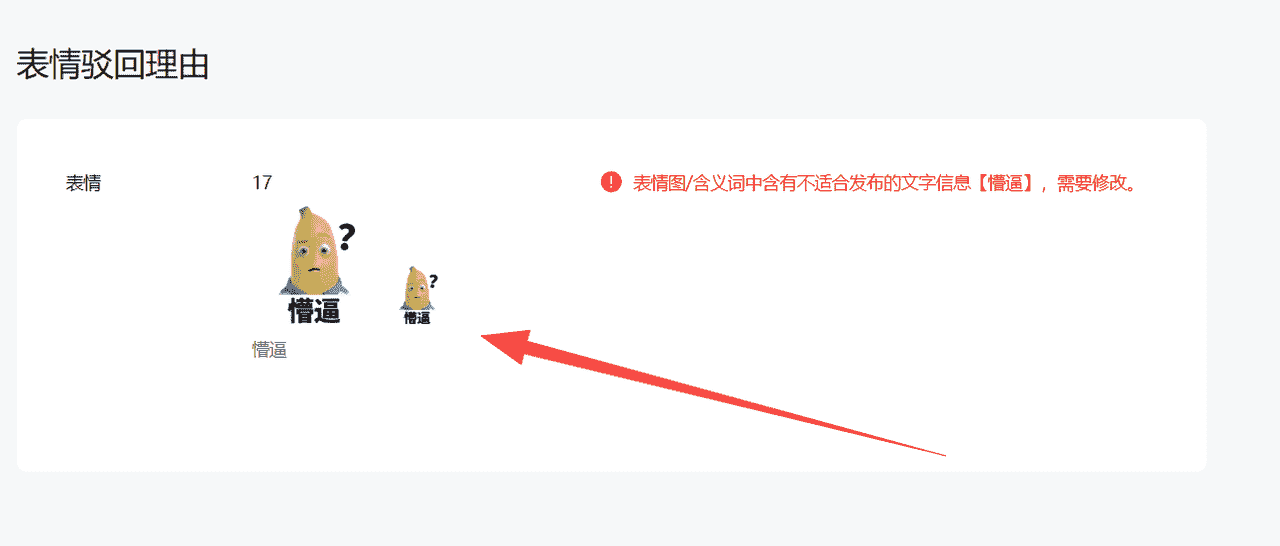 表情驳回理由
表情
17
表情图/含义词中含有不适合发布的文字信息【懵逼】，需要修改。
?
懵逼
?
懵逼
懵逼